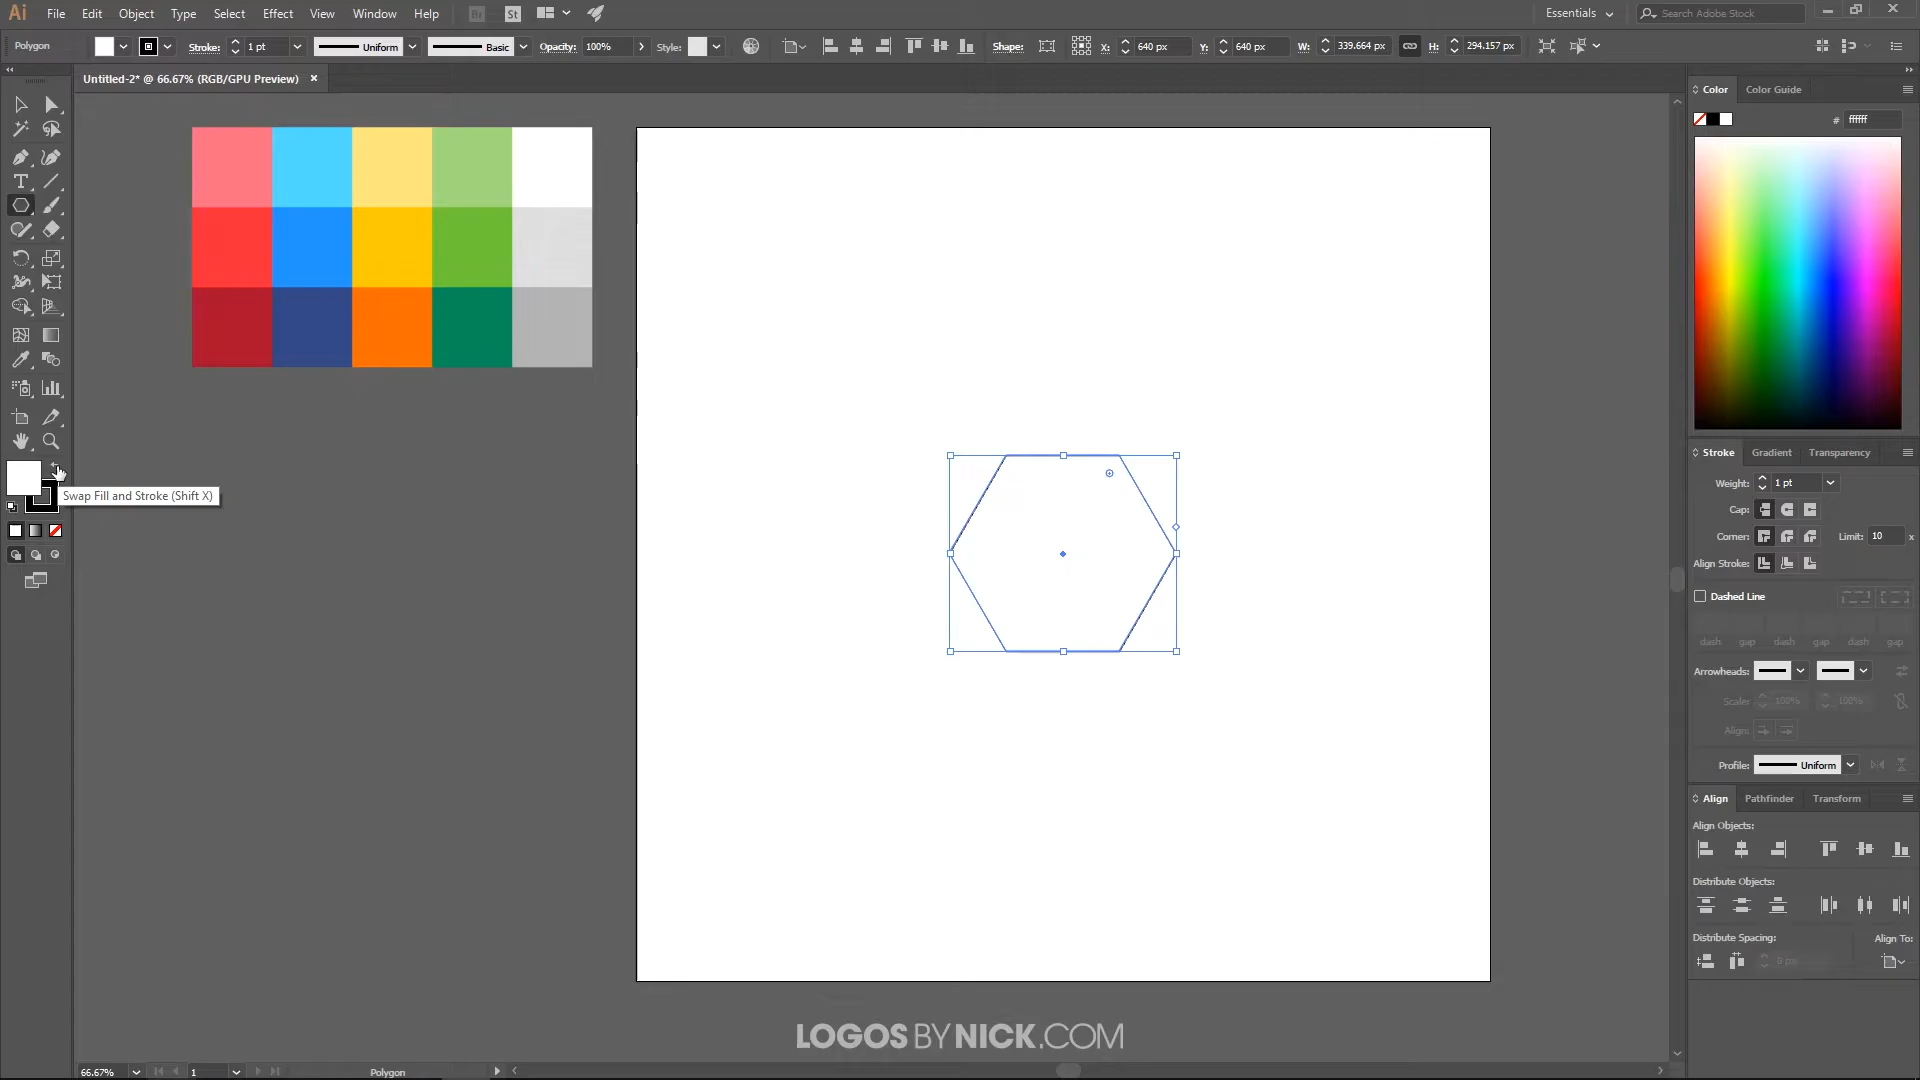 Ai File Edit Object Type Select Effect View Window Help Br St Essentials Search Adobe Stock
Polygon Stroke: 1 pt Uniform Basic Opacity: 100% Style: Shape: X: 640 px Y: 640 px W: 339.664 px H: 294.157 px
Untitled-2* @ 66.67% (RGB/GPU Preview)
Color Color Guide
# ffffff
Swap Fill and Stroke (Shift X)
Stroke Gradient Transparency
Weight: 1 pt
Cap:
Corner: Limit: 10 x
Align Stroke:
Dashed Line
dash gap dash gap dash gap
Arrowheads:
Scale: 100% 100%
Align:
Profile: Uniform
Align Pathfinder Transform
Align Objects:
Distribute Objects:
Distribute Spacing: Align To:
0 px
LOGOS BY NICK.COM
66.67% 1 Polygon